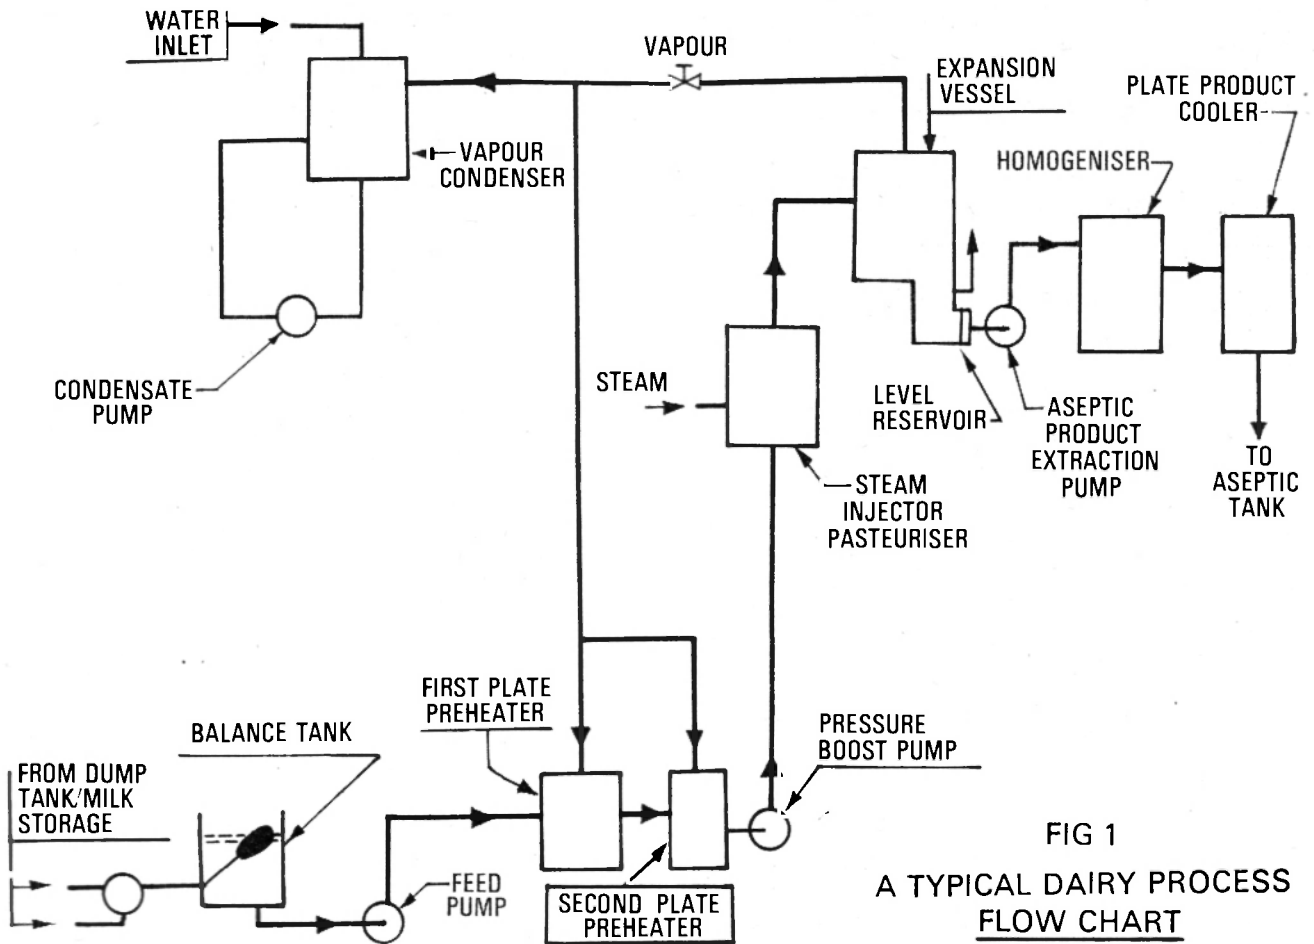 WATER
INLET
VAPOUR
EXPANSION
VESSEL
PLATE PRODUCT
COOLER
HOMOGENISER
VAPOUR
CONDENSER
CONDENSATE
PUMP
STEAM
LEVEL
RESERVOIR
ASEPTIC
PRODUCT
EXTRACTION
PUMP
TO
ASEPTIC
TANK
STEAM
INJECTOR
PASTEURISER
FIRST PLATE
PREHEATER
BALANCE TANK
PRESSURE
BOOST PUMP
FROM DUMP
TANK/MILK
STORAGE
FEED
PUMP
SECOND PLATE
PREHEATER
FIG 1
A TYPICAL DAIRY PROCESS
FLOW CHART